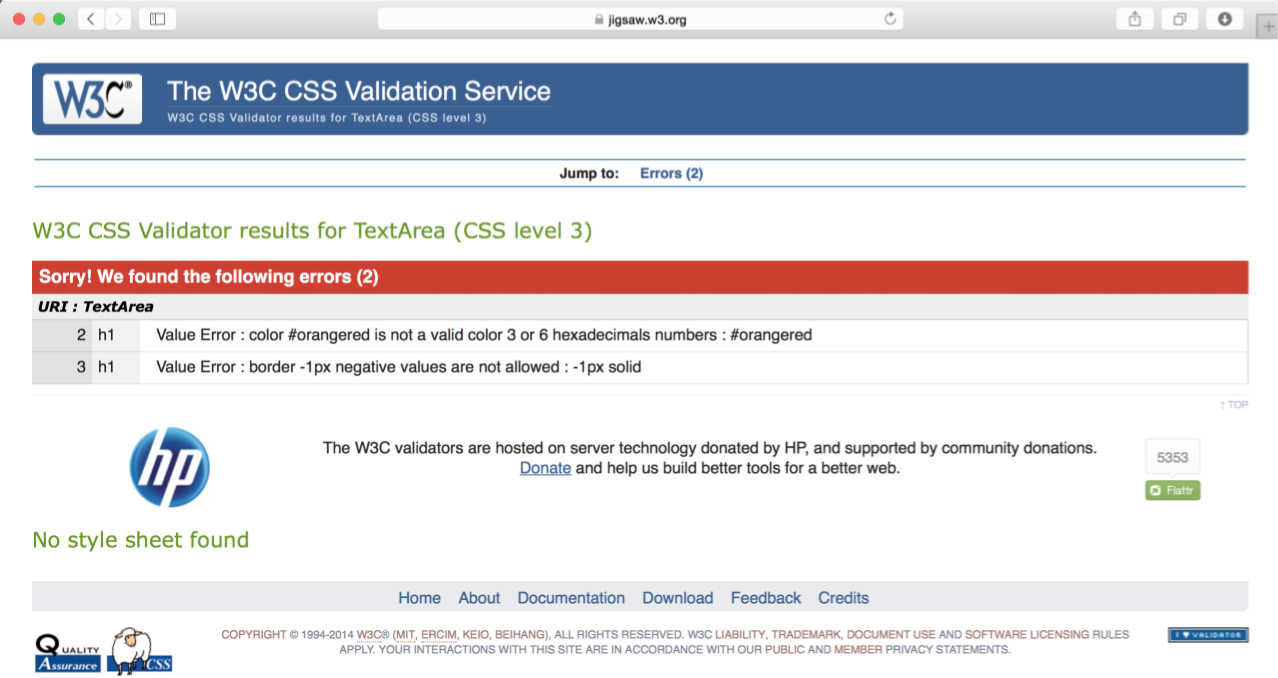 jigsaw.w3.org
W3C®
The W3C CSS Validation Service
W3C CSS Validator results for TextArea (CSS level 3)
Jump to: Errors (2)
W3C CSS Validator results for TextArea (CSS level 3)
Sorry! We found the following errors (2)
URI : TextArea
2 h1 Value Error : color #orangered is not a valid color 3 or 6 hexadecimals numbers : #orangered
3 h1 Value Error : border -1px negative values are not allowed : -1px solid
↑ TOP
hp
The W3C validators are hosted on server technology donated by HP, and supported by community donations.
Donate and help us build better tools for a better web.
5353
Flattr
No style sheet found
Home About Documentation Download Feedback Credits
QUALITY
Assurance
CSS
COPYRIGHT © 1994-2014 W3C® (MIT, ERCIM, KEIO, BEIHANG), ALL RIGHTS RESERVED. W3C LIABILITY, TRADEMARK, DOCUMENT USE AND SOFTWARE LICENSING RULES
APPLY. YOUR INTERACTIONS WITH THIS SITE ARE IN ACCORDANCE WITH OUR PUBLIC AND MEMBER PRIVACY STATEMENTS.
I ♥ VALIDATOR